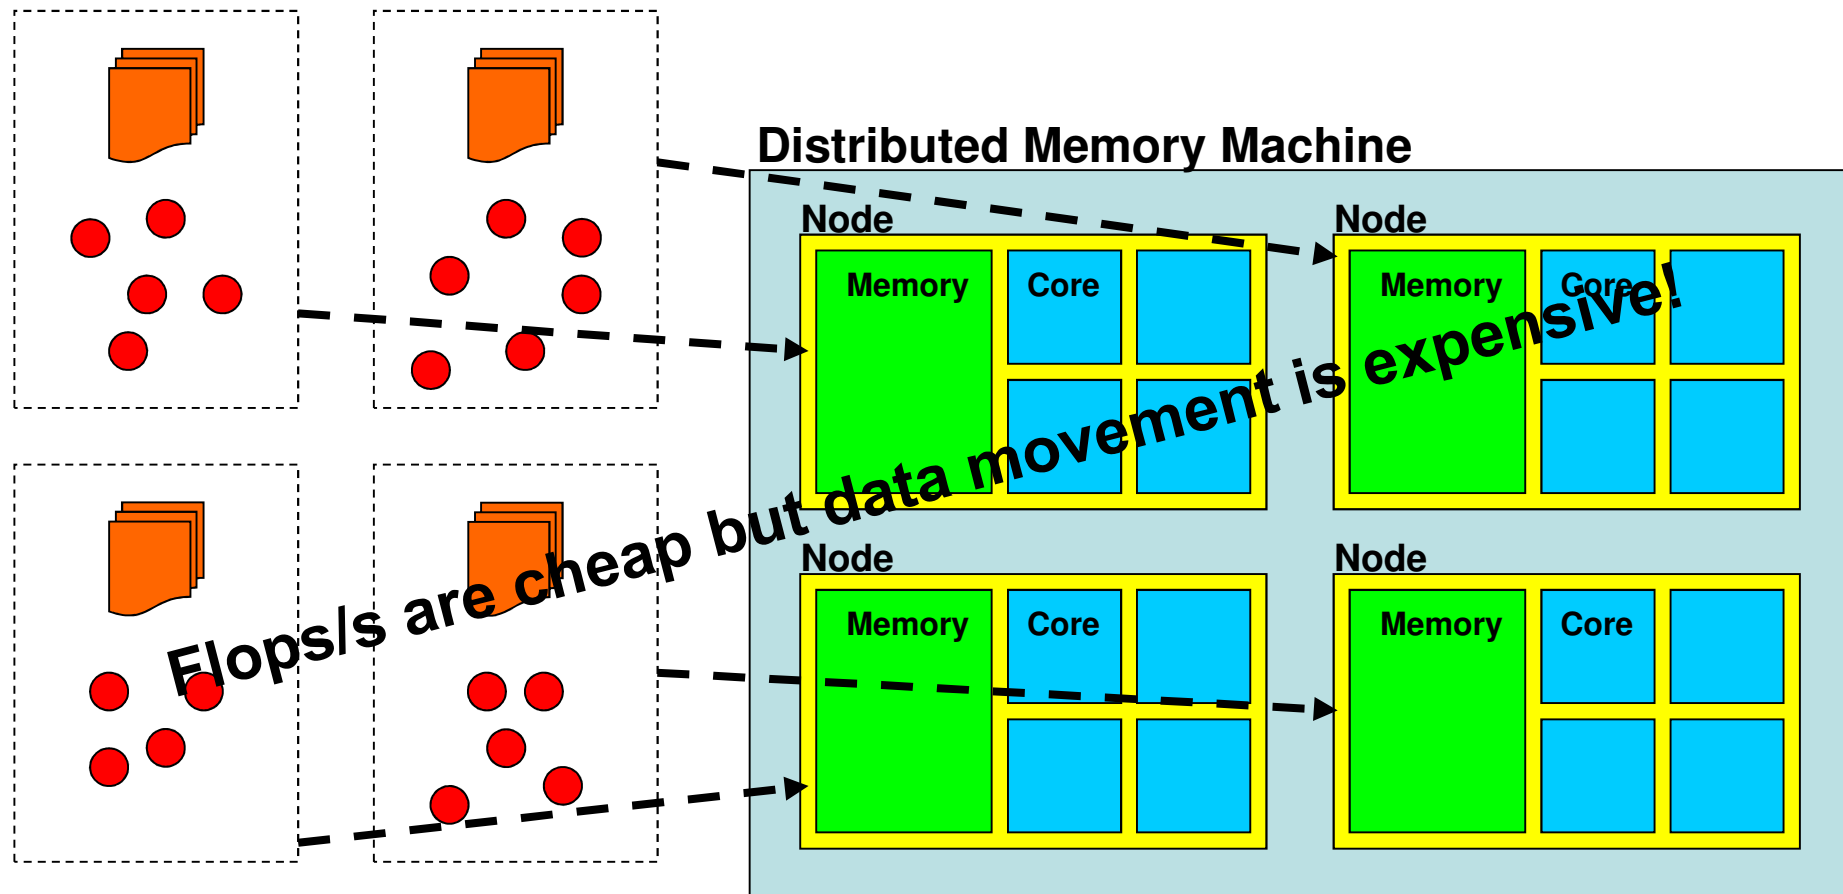 Distributed Memory Machine
Node
Node
Memory
Core
Memory
Core
Flops/s are cheap but data movement is expensive!
Node
Node
Memory
Core
Memory
Core